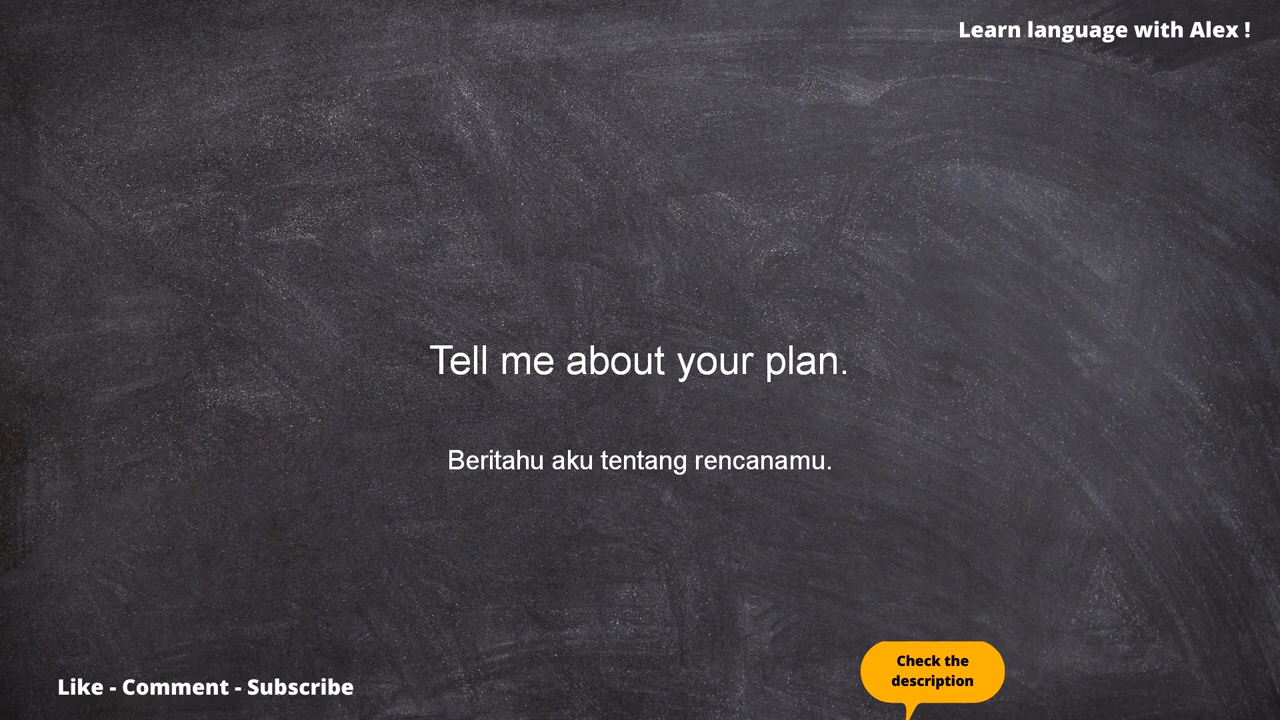 Learn language with Alex !
Tell me about your plan.
Beritahu aku tentang rencanamu.
Like - Comment - Subscribe
Check the
description